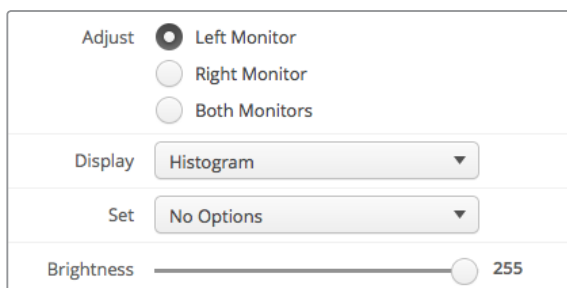 Adjust Left Monitor
Right Monitor
Both Monitors
Display Histogram
Set No Options
Brightness 255